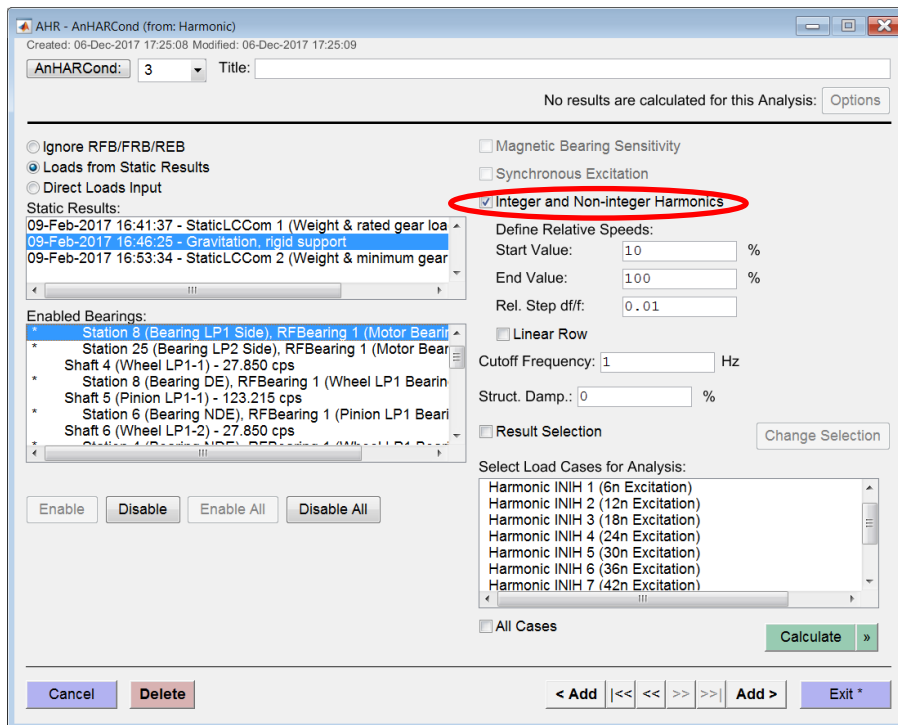 AHR - AnHARCond (from: Harmonic)
Created: 06-Dec-2017 17:25:08 Modified: 06-Dec-2017 17:25:09
AnHARCond: 3 Title:
No results are calculated for this Analysis: Options
Ignore RFB/FRB/REB
Loads from Static Results
Direct Loads Input
Static Results:
09-Feb-2017 16:41:37 - StaticLCCom 1 (Weight & rated gear loa
09-Feb-2017 16:46:25 - Gravitation, rigid support
09-Feb-2017 16:53:34 - StaticLCCom 2 (Weight & minimum gear
Enabled Bearings:
* Station 8 (Bearing LP1 Side), RFBearing 1 (Motor Bearin
* Station 25 (Bearing LP2 Side), RFBearing 1 (Motor Bear
Shaft 4 (Wheel LP1-1) - 27.850 cps
* Station 8 (Bearing DE), RFBearing 1 (Wheel LP1 Bearin
Shaft 5 (Pinion LP1-1) - 123.215 cps
* Station 6 (Bearing NDE), RFBearing 1 (Pinion LP1 Beari
Shaft 6 (Wheel LP1-2) - 27.850 cps
* Station 4 (Bearing NDE), RFBearing 1 (Wheel LP1 Beari
Enable Disable Enable All Disable All
Magnetic Bearing Sensitivity
Synchronous Excitation
Integer and Non-integer Harmonics
Define Relative Speeds:
Start Value: 10 %
End Value: 100 %
Rel. Step df/f: 0.01
Linear Row
Cutoff Frequency: 1 Hz
Struct. Damp.: 0 %
Result Selection Change Selection
Select Load Cases for Analysis:
Harmonic INIH 1 (6n Excitation)
Harmonic INIH 2 (12n Excitation)
Harmonic INIH 3 (18n Excitation)
Harmonic INIH 4 (24n Excitation)
Harmonic INIH 5 (30n Excitation)
Harmonic INIH 6 (36n Excitation)
Harmonic INIH 7 (42n Excitation)
All Cases
Calculate »
Cancel Delete < Add |<< << >> >>| Add > Exit *